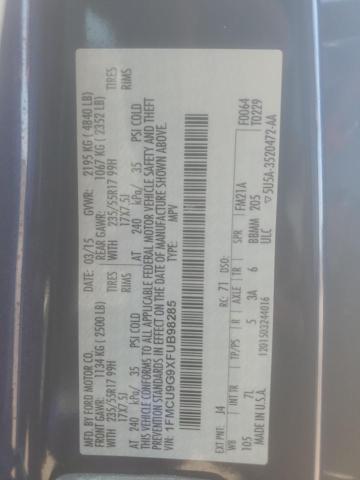 MFD. BY FORD MOTOR CO.
DATE: 03/15 GVWR: 2195 KG ( 4840 LB)
FRONT GAWR: 1134 KG ( 2500 LB) REAR GAWR: 1067 KG ( 2352 LB)
WITH 235/55R17 99H TIRES WITH 235/55R17 99H TIRES
17X7.5J RIMS 17X7.5J RIMS
AT 240 kPa/ 35 PSI COLD AT 240 kPa/ 35 PSI COLD
THIS VEHICLE CONFORMS TO ALL APPLICABLE FEDERAL MOTOR VEHICLE SAFETY AND THEFT
PREVENTION STANDARDS IN EFFECT ON THE DATE OF MANUFACTURE SHOWN ABOVE.
VIN: 1FMCU9G9XFUB98285
TYPE: MPV
F0064
T0229
EXT PNT: J4 RC: 71 DSO: FM21A
WB TP/PS R AXLE TR SPR
105 7L 5 3A 6 BBMM 205
1201503244016 ULC 5U5A-3520472-AA